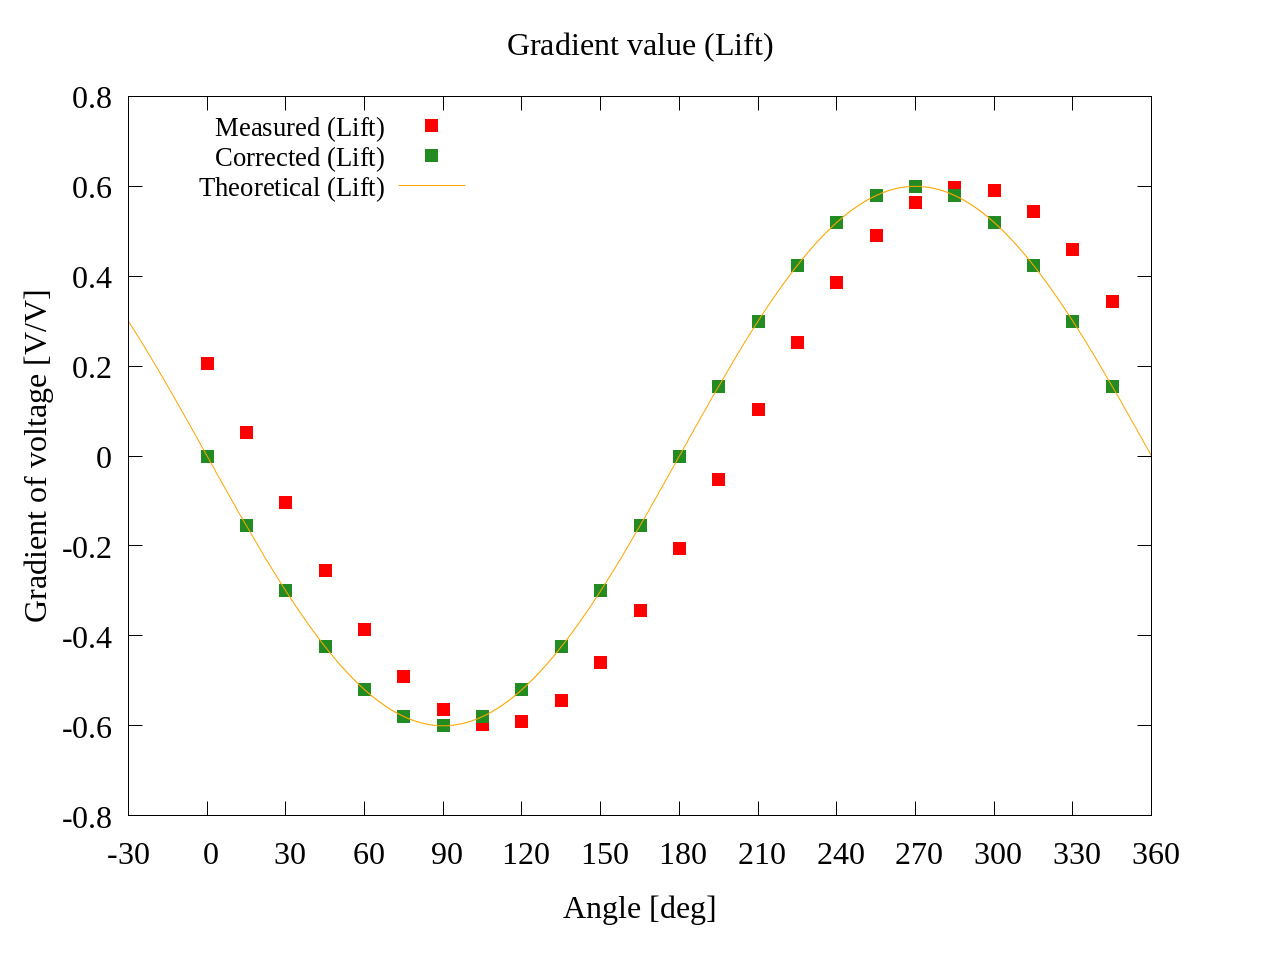 Gradient value (Lift)
0.8
Measured (Lift)
Corrected (Lift)
Theoretical (Lift)
0.6
0.4
0.2
0
-0.2
-0.4
-0.6
-0.8
Gradient of voltage [V/V]
-30 0 30 60 90 120 150 180 210 240 270 300 330 360
Angle [deg]